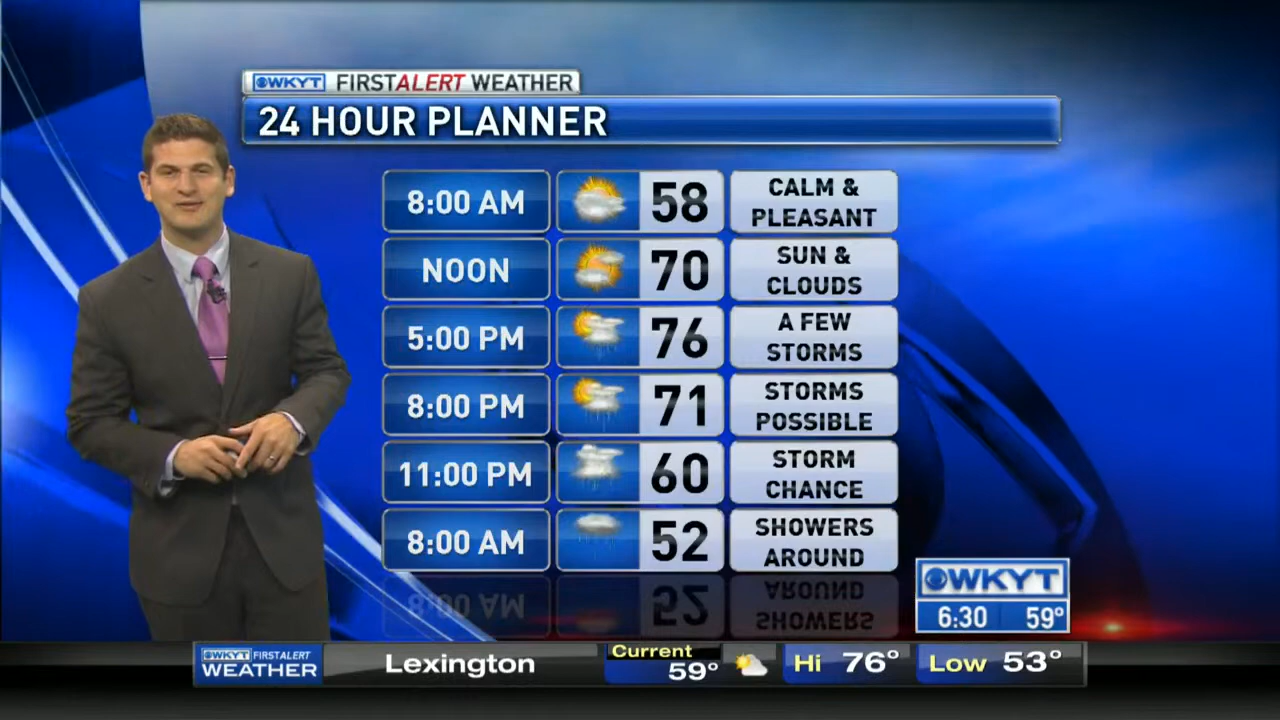 WKYT FIRSTALERT WEATHER
24 HOUR PLANNER
8:00 AM 58 CALM &
PLEASANT
NOON 70 SUN &
CLOUDS
5:00 PM 76 A FEW
STORMS
8:00 PM 71 STORMS
POSSIBLE
11:00 PM 60 STORM
CHANCE
8:00 AM 52 SHOWERS
AROUND
WKYT
6:30 59°
WKYT FIRSTALERT
WEATHER
Lexington
Current
59°
Hi 76°
Low 53°